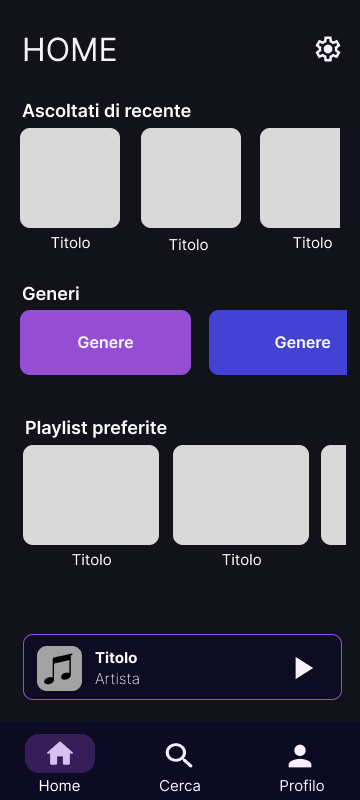 HOME
Ascoltati di recente
Titolo
Titolo
Titolo
Generi
Genere
Genere
Playlist preferite
Titolo
Titolo
Titolo
Artista
Home
Cerca
Profilo